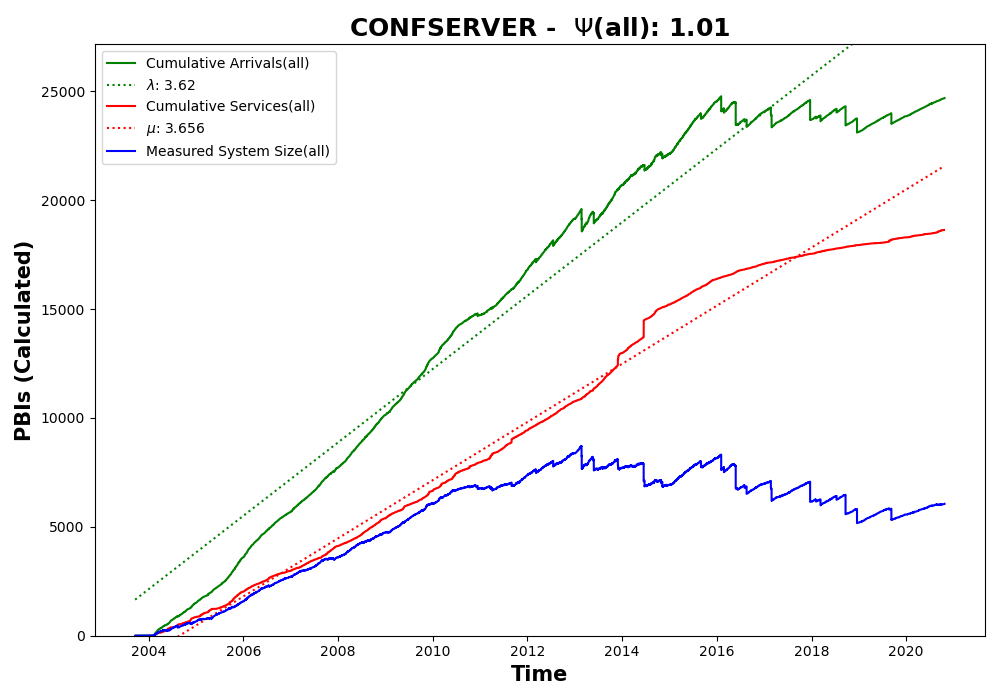 CONFSERVER - Ψ(all): 1.01
Cumulative Arrivals(all)
λ: 3.62
Cumulative Services(all)
μ: 3.656
Measured System Size(all)
PBIs (Calculated)
25000
20000
15000
10000
5000
0
2004 2006 2008 2010 2012 2014 2016 2018 2020
Time